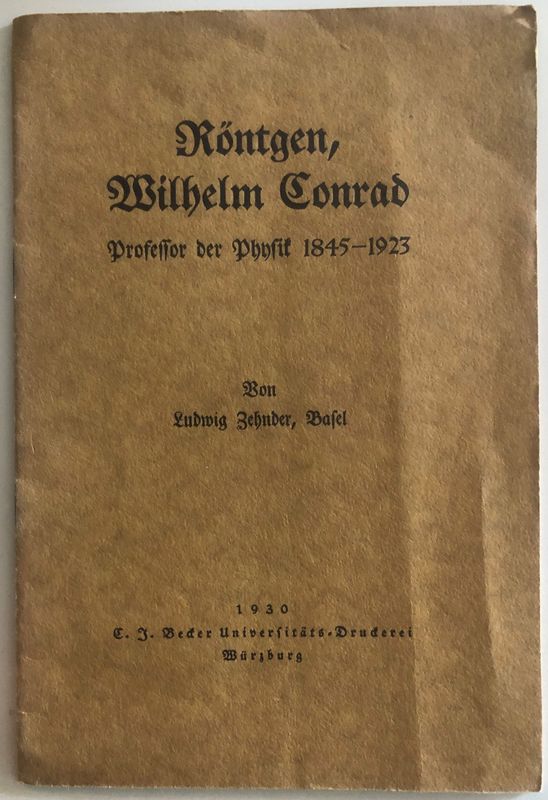 Röntgen,
Wilhelm Conrad
Professor der Physik 1845–1923
Von
Ludwig Zehnder, Basel
1930
C. J. Becker Universitäts-Druckerei
Würzburg